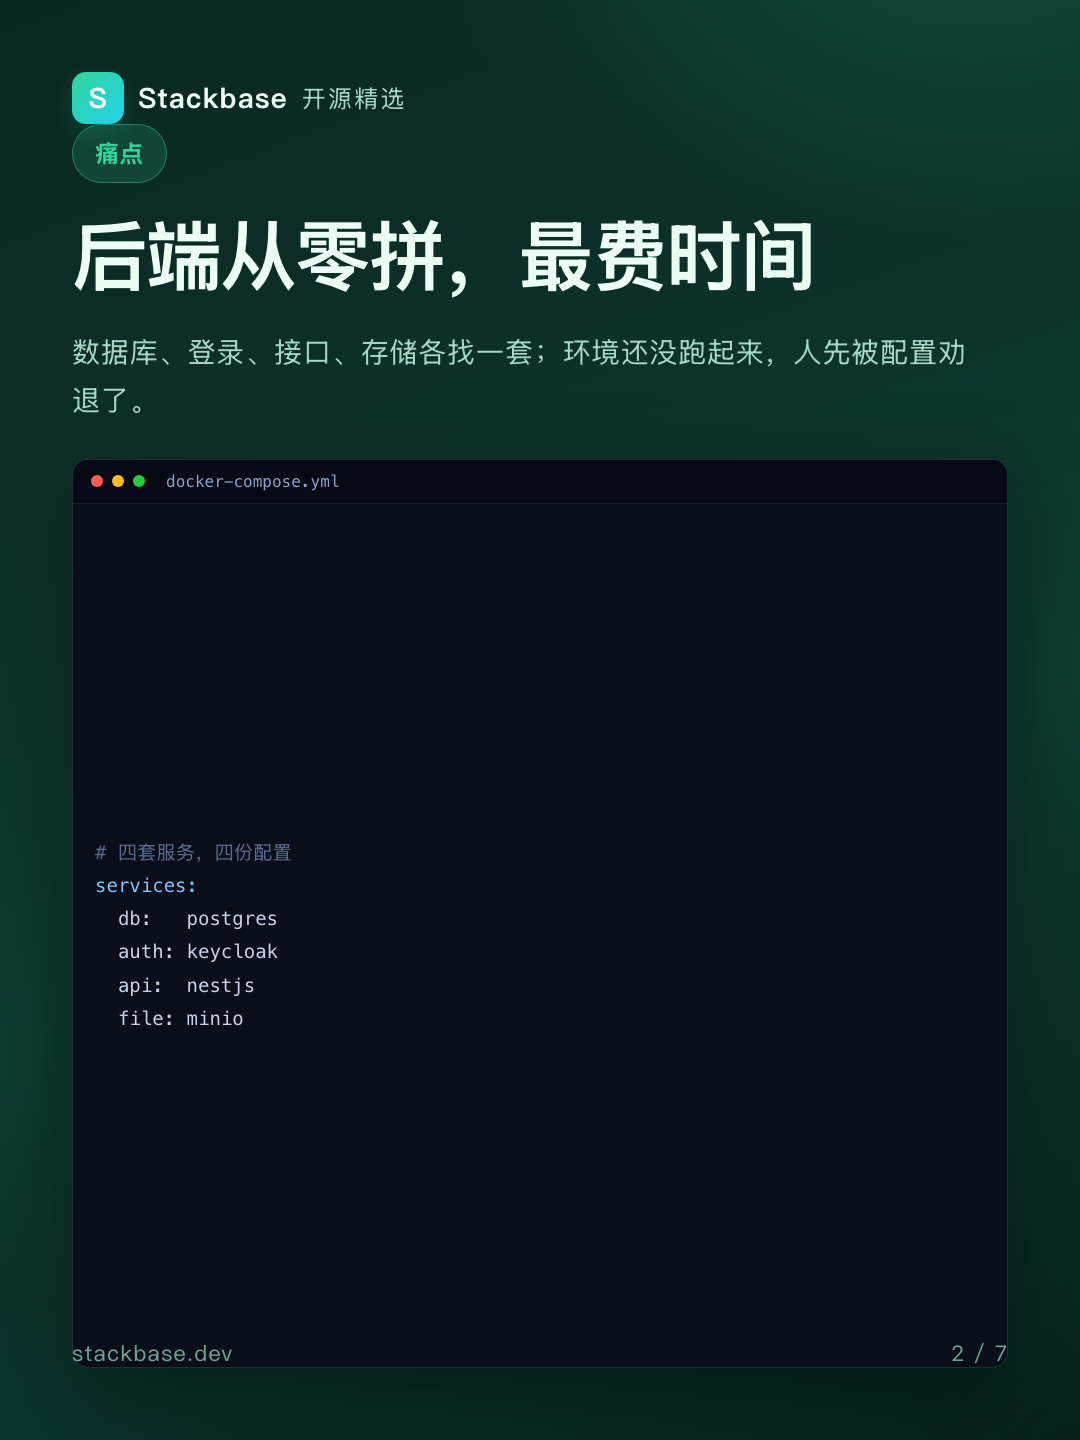 S Stackbase 开源精选
痛点
后端从零拼，最费时间
数据库、登录、接口、存储各找一套；环境还没跑起来，人先被配置劝
退了。
docker-compose.yml
# 四套服务，四份配置
services:
  db:   postgres
  auth: keycloak
  api:  nestjs
  file: minio
stackbase.dev 2 / 7